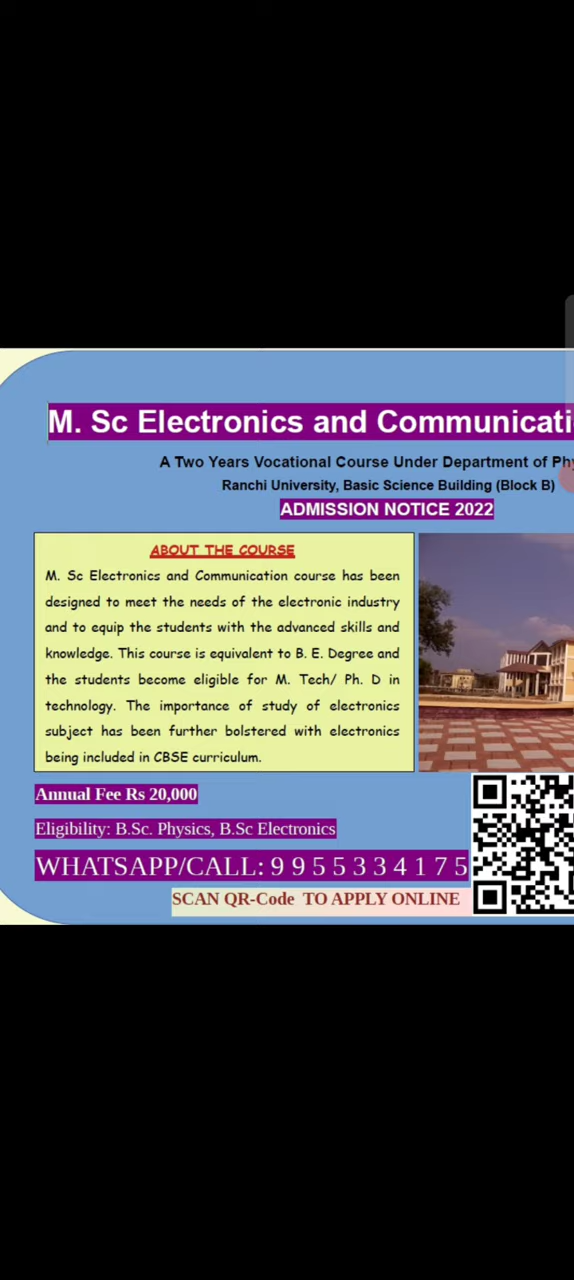 M. Sc Electronics and Communicati
A Two Years Vocational Course Under Department of Phy
Ranchi University, Basic Science Building (Block B)
ADMISSION NOTICE 2022
ABOUT THE COURSE
M. Sc Electronics and Communication course has been
designed to meet the needs of the electronic industry
and to equip the students with the advanced skills and
knowledge. This course is equivalent to B. E. Degree and
the students become eligible for M. Tech/ Ph. D in
technology. The importance of study of electronics
subject has been further bolstered with electronics
being included in CBSE curriculum.
Annual Fee Rs 20,000
Eligibility: B.Sc. Physics, B.Sc Electronics
WHATSAPP/CALL: 9 9 5 5 3 3 4 1 7 5
SCAN QR-Code TO APPLY ONLINE